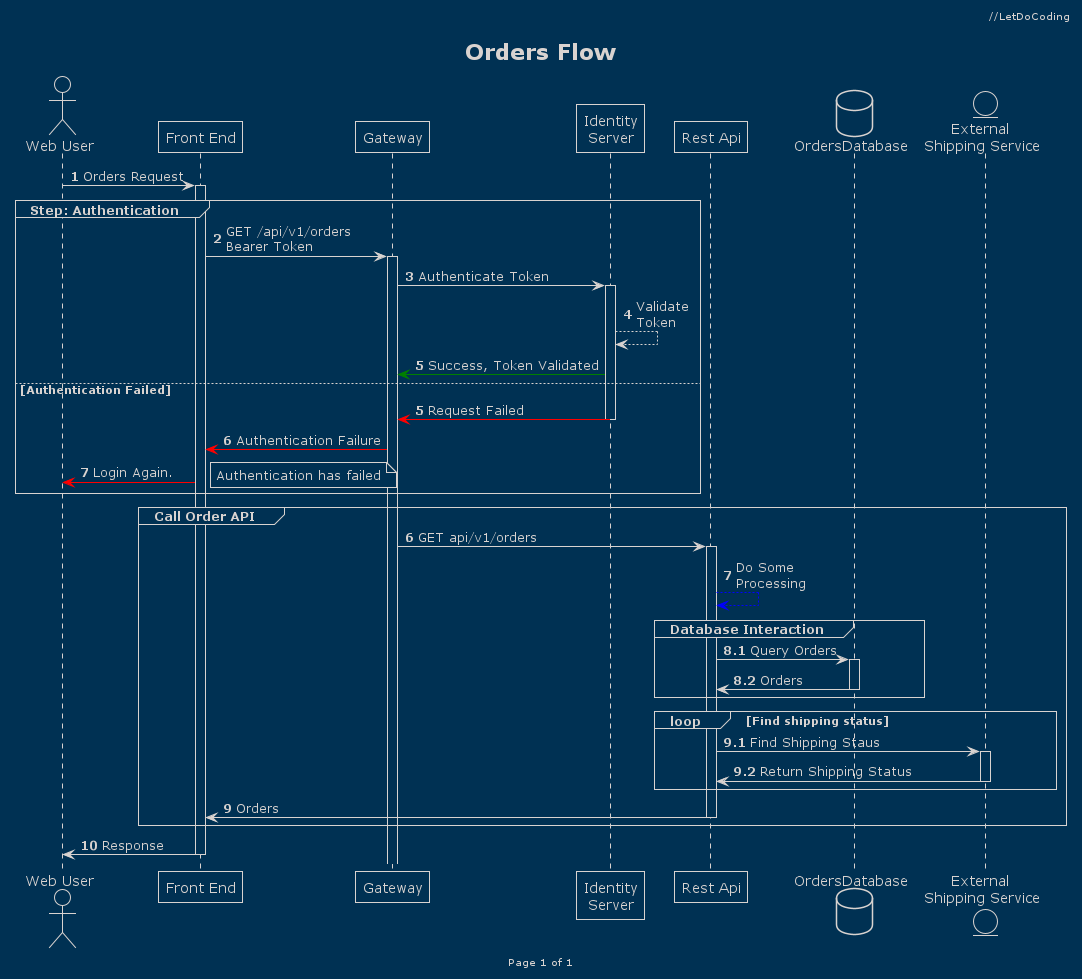 //LetDoCoding
Orders Flow
Web User
Front End
Gateway
Identity
Server
Rest Api
OrdersDatabase
External
Shipping Service
1 Orders Request
Step: Authentication
2 GET /api/v1/orders
Bearer Token
3 Authenticate Token
4 Validate
Token
5 Success, Token Validated
[Authentication Failed]
5 Request Failed
6 Authentication Failure
7 Login Again.
Authentication has failed
Call Order API
6 GET api/v1/orders
7 Do Some
Processing
Database Interaction
8.1 Query Orders
8.2 Orders
loop [Find shipping status]
9.1 Find Shipping Staus
9.2 Return Shipping Status
9 Orders
10 Response
Web User
Front End
Gateway
Identity
Server
Rest Api
OrdersDatabase
External
Shipping Service
Page 1 of 1